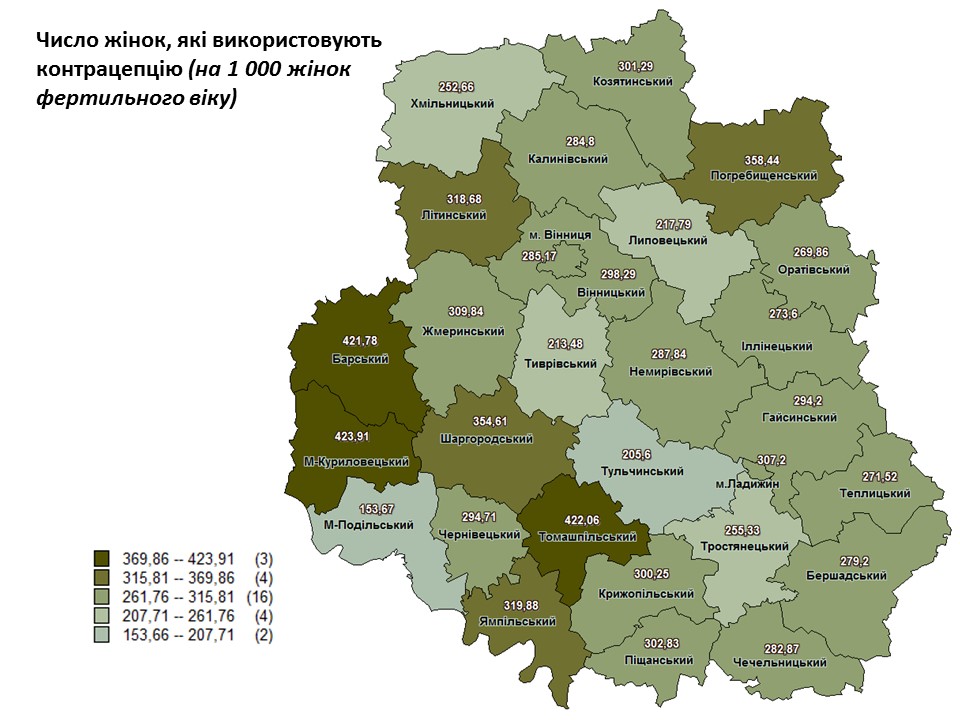 Число жінок, які використовують
контрацепцію (на 1 000 жінок
фертильного віку)
301,29
Козятинський
252,66
Хмільницький
284,8
Калинівський
358,44
Погребищенський
318,68
Літинський
217,79
Липовецький
м. Вінниця
285,17
298,29
Вінницький
269,86
Оратівський
309,84
Жмеринський
273,6
Іллінецький
421,78
Барський
213,48
Тиврівський
287,84
Немирівський
294,2
Гайсинський
354,61
Шаргородський
423,91
М-Куриловецький
205,6
Тульчинський
307,2
м.Ладижин
271,52
Теплицький
153,67
М-Подільський
294,71
Чернівецький
422,06
Томашпільський
255,33
Тростянецький
279,2
Бершадський
300,25
Крижопільський
319,88
Ямпільський
302,83
Піщанський
282,87
Чечельницький
369,86 -- 423,91 (3)
315,81 -- 369,86 (4)
261,76 -- 315,81 (16)
207,71 -- 261,76 (4)
153,66 -- 207,71 (2)